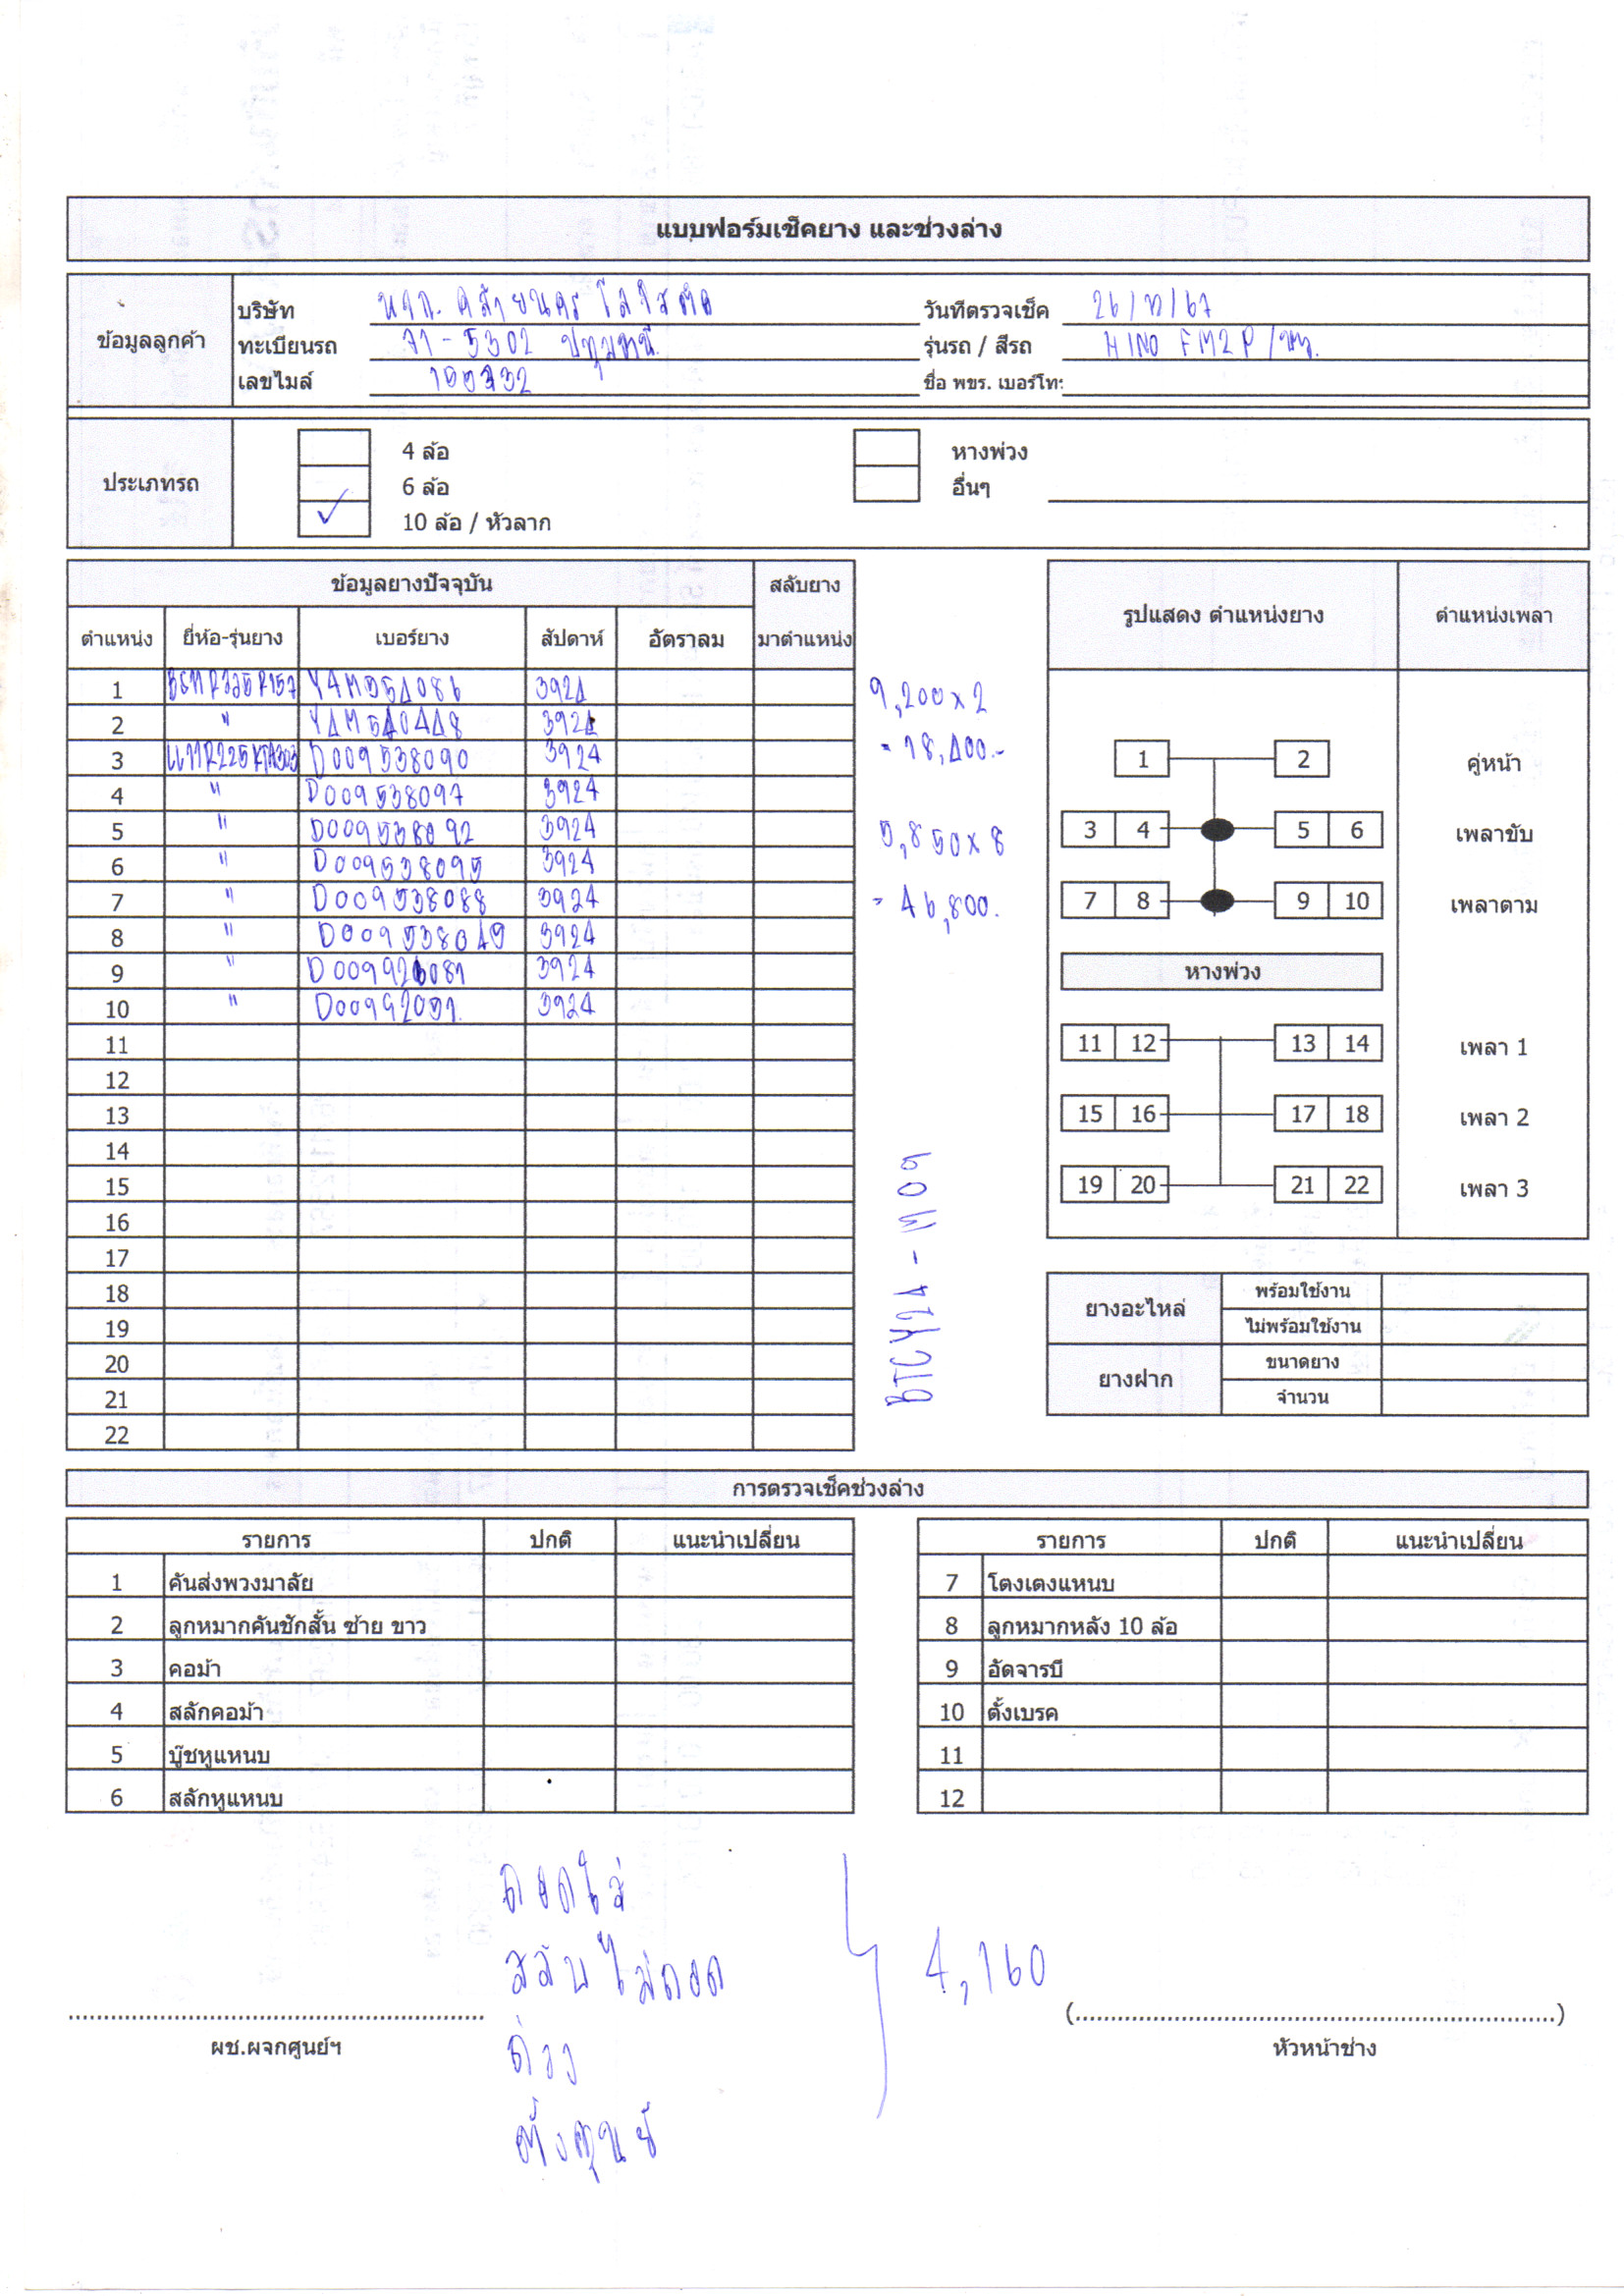 แบบฟอร์มเช็คยาง และช่วงล่าง
ข้อมูลลูกค้า
บริษัท หจก. คล้ายนคร โลจิสติค วันที่ตรวจเช็ค 26/11/67
ทะเบียนรถ 71-5302 ปทุมธานี รุ่นรถ / สีรถ HINO FM2P/ขาว
เลขไมล์ ชื่อ พขร. เบอร์โท:
ประเภทรถ
4 ล้อ หางพ่วง
6 ล้อ อื่นๆ
✓ 10 ล้อ / หัวลาก
ข้อมูลยางปัจจุบัน สลับยาง
ตำแหน่ง ยี่ห้อ-รุ่นยาง เบอร์ยาง สัปดาห์ อัตราลม มาตำแหน่ง
1 Y4M554086 3924
2 " Y4M540448 3924
3 D009538090 3924
4 " D009538097 3924
5 " D009538092 3924
6 " D009538095 3924
7 " D009538088 3924
8 " D009538049 3924
9 " 3924
10 " 3924
11
12
13
14
15
16
17
18
19
20
21
22
9,200x2
= 18,400.-
5,850x8
= 46,800.
BTCY24-M09
รูปแสดง ตำแหน่งยาง ตำแหน่งเพลา
1 2 คู่หน้า
3 4 5 6 เพลาขับ
7 8 9 10 เพลาตาม
หางพ่วง
11 12 13 14 เพลา 1
15 16 17 18 เพลา 2
19 20 21 22 เพลา 3
ยางอะไหล่ พร้อมใช้งาน
ไม่พร้อมใช้งาน
ยางฝาก ขนาดยาง
จำนวน
การตรวจเช็คช่วงล่าง
รายการ ปกติ แนะนำเปลี่ยน
1 คันส่งพวงมาลัย
2 ลูกหมากคันชักสั้น ซ้าย ขาว
3 คอม้า
4 สลักคอม้า
5 บู๊ชหูแหนบ
6 สลักหูแหนบ
รายการ ปกติ แนะนำเปลี่ยน
7 โตงเตงแหนบ
8 ลูกหมากหลัง 10 ล้อ
9 อัดจารบี
10 ตั้งเบรค
11
12
ถอดใส่
สลับไม่ถอด
ถ่วง
ตั้งศูนย์
4,160
ผช.ผจกศูนย์ฯ
(..........)
หัวหน้าช่าง